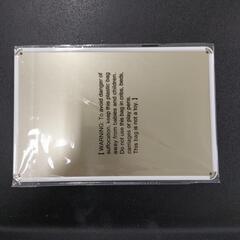 [ WARNING: To avoid danger of
suffocation, keep this plastic bag
away from babies and children.
Do not use this bag in cribs, beds,
carriages or play pens.
This bag is not a toy. ]